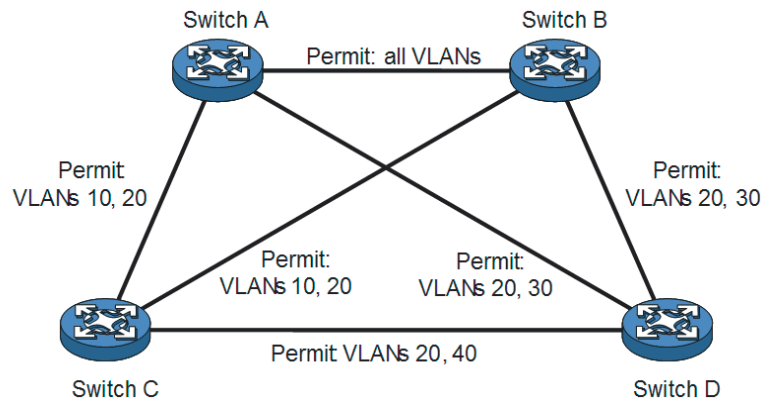 Switch A
Switch B
Permit: all VLANs
Permit:
VLANs 10, 20
Permit:
VLANs 20, 30
Permit:
VLANs 10, 20
Permit:
VLANs 20, 30
Permit VLANs 20, 40
Switch C
Switch D